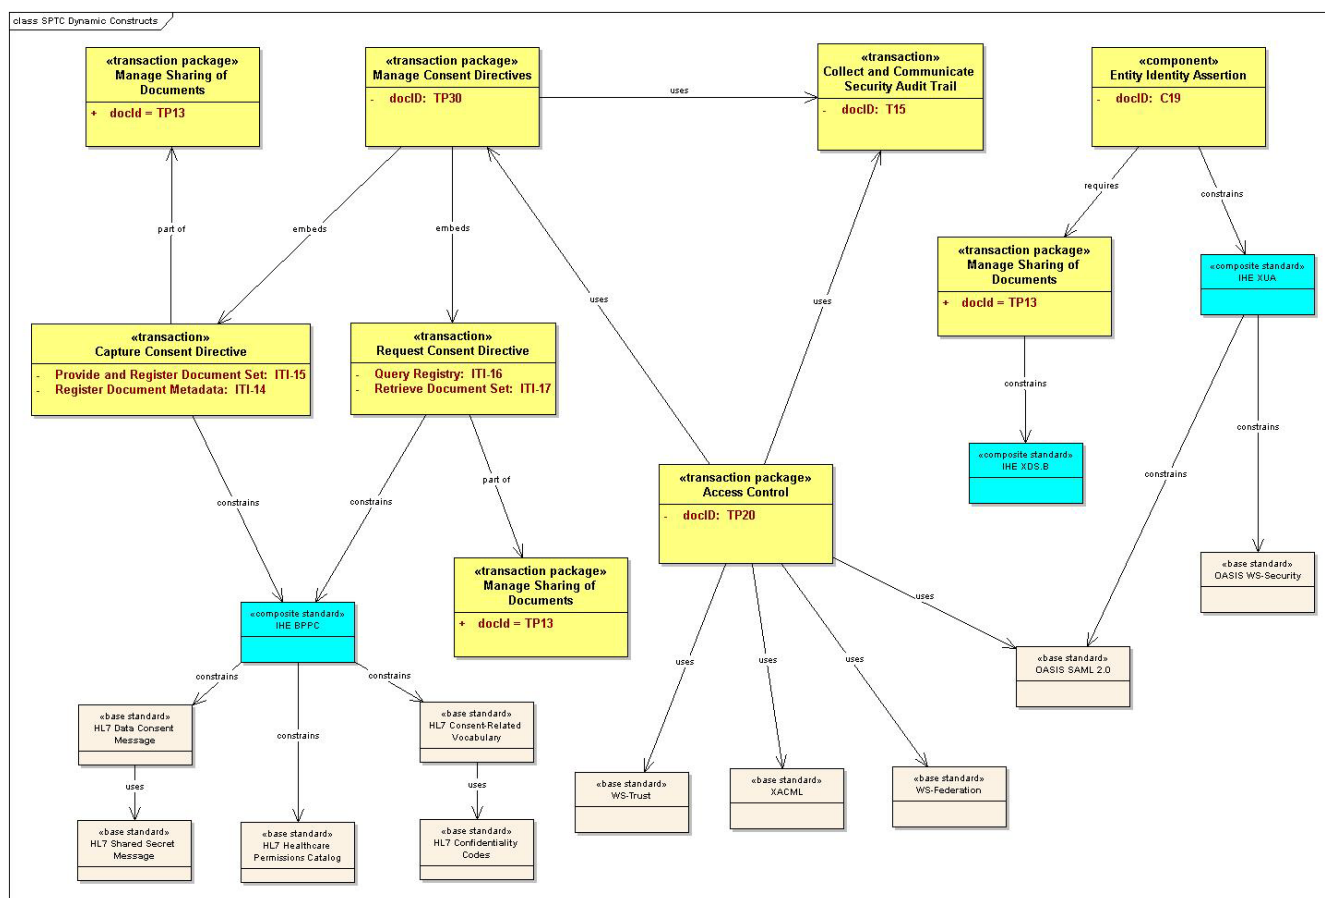 class SPTC Dynamic Constructs
«transaction package»
Manage Sharing of
Documents
+ docId = TP13
«transaction package»
Manage Consent Directives
- docID: TP30
uses
«transaction»
Collect and Communicate
Security Audit Trail
- docID: T15
«component»
Entity Identity Assertion
- docID: C19
part of
embeds
embeds
uses
uses
requires
constrains
«transaction package»
Manage Sharing of
Documents
+ docId = TP13
«composite standard»
IHE XUA
«transaction»
Capture Consent Directive
- Provide and Register Document Set: ITI-15
- Register Document Metadata: ITI-14
«transaction»
Request Consent Directive
- Query Registry: ITI-16
- Retrieve Document Set: ITI-17
constrains
constrains
constrains
«composite standard»
IHE XDS.B
constrains
constrains
part of
«transaction package»
Access Control
- docID: TP20
«transaction package»
Manage Sharing of
Documents
+ docId = TP13
«base standard»
OASIS WS-Security
«composite standard»
IHE BPPC
uses
uses
uses
uses
«base standard»
OASIS SAML 2.0
constrains
constrains
constrains
«base standard»
HL7 Data Consent
Message
«base standard»
HL7 Consent-Related
Vocabulary
uses
uses
«base standard»
WS-Trust
«base standard»
XACML
«base standard»
WS-Federation
«base standard»
HL7 Shared Secret
Message
«base standard»
HL7 Healthcare
Permissions Catalog
«base standard»
HL7 Confidentiality
Codes